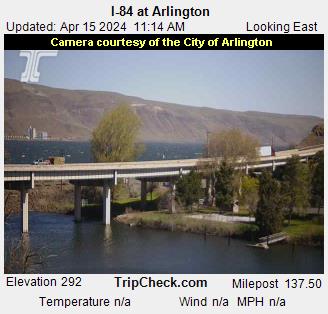 I-84 at Arlington
Updated: Apr 15 2024 11:14 AM Looking East
Camera courtesy of the City of Arlington
Elevation 292 TripCheck.com Milepost 137.50
Temperature n/a Wind n/a MPH n/a